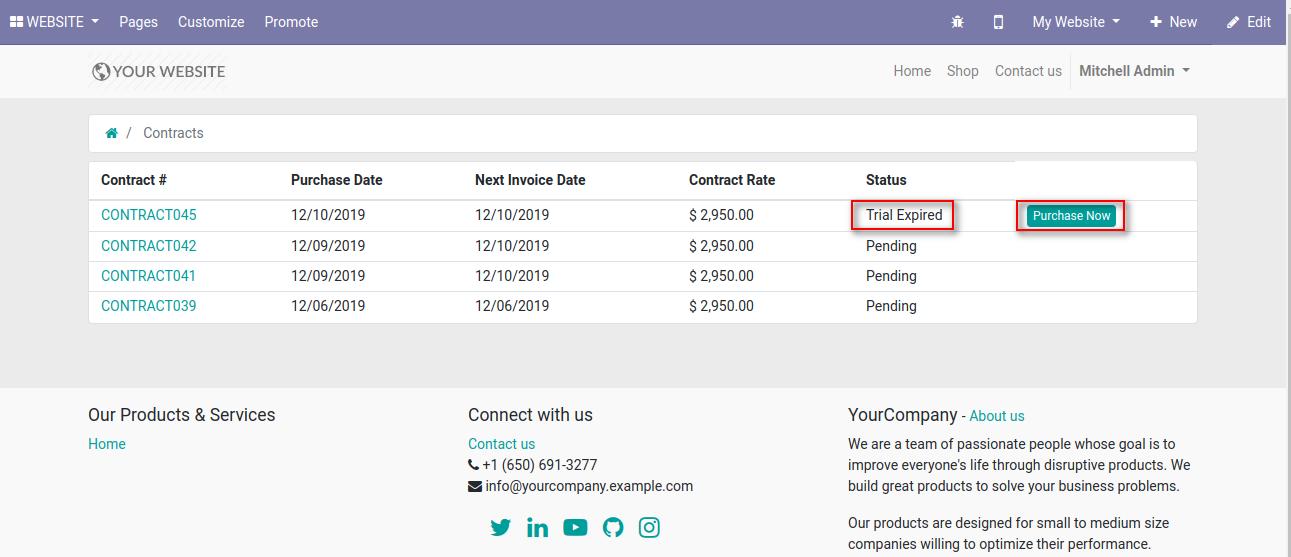 WEBSITE Pages Customize Promote My Website New Edit
YOUR WEBSITE Home Shop Contact us Mitchell Admin
/ Contracts
Contract # Purchase Date Next Invoice Date Contract Rate Status
CONTRACT045 12/10/2019 12/10/2019 $ 2,950.00 Trial Expired Purchase Now
CONTRACT042 12/09/2019 12/10/2019 $ 2,950.00 Pending
CONTRACT041 12/09/2019 12/10/2019 $ 2,950.00 Pending
CONTRACT039 12/06/2019 12/06/2019 $ 2,950.00 Pending
Our Products & Services
Home
Connect with us
Contact us
+1 (650) 691-3277
info@yourcompany.example.com
YourCompany - About us
We are a team of passionate people whose goal is to
improve everyone's life through disruptive products. We
build great products to solve your business problems.
Our products are designed for small to medium size
companies willing to optimize their performance.